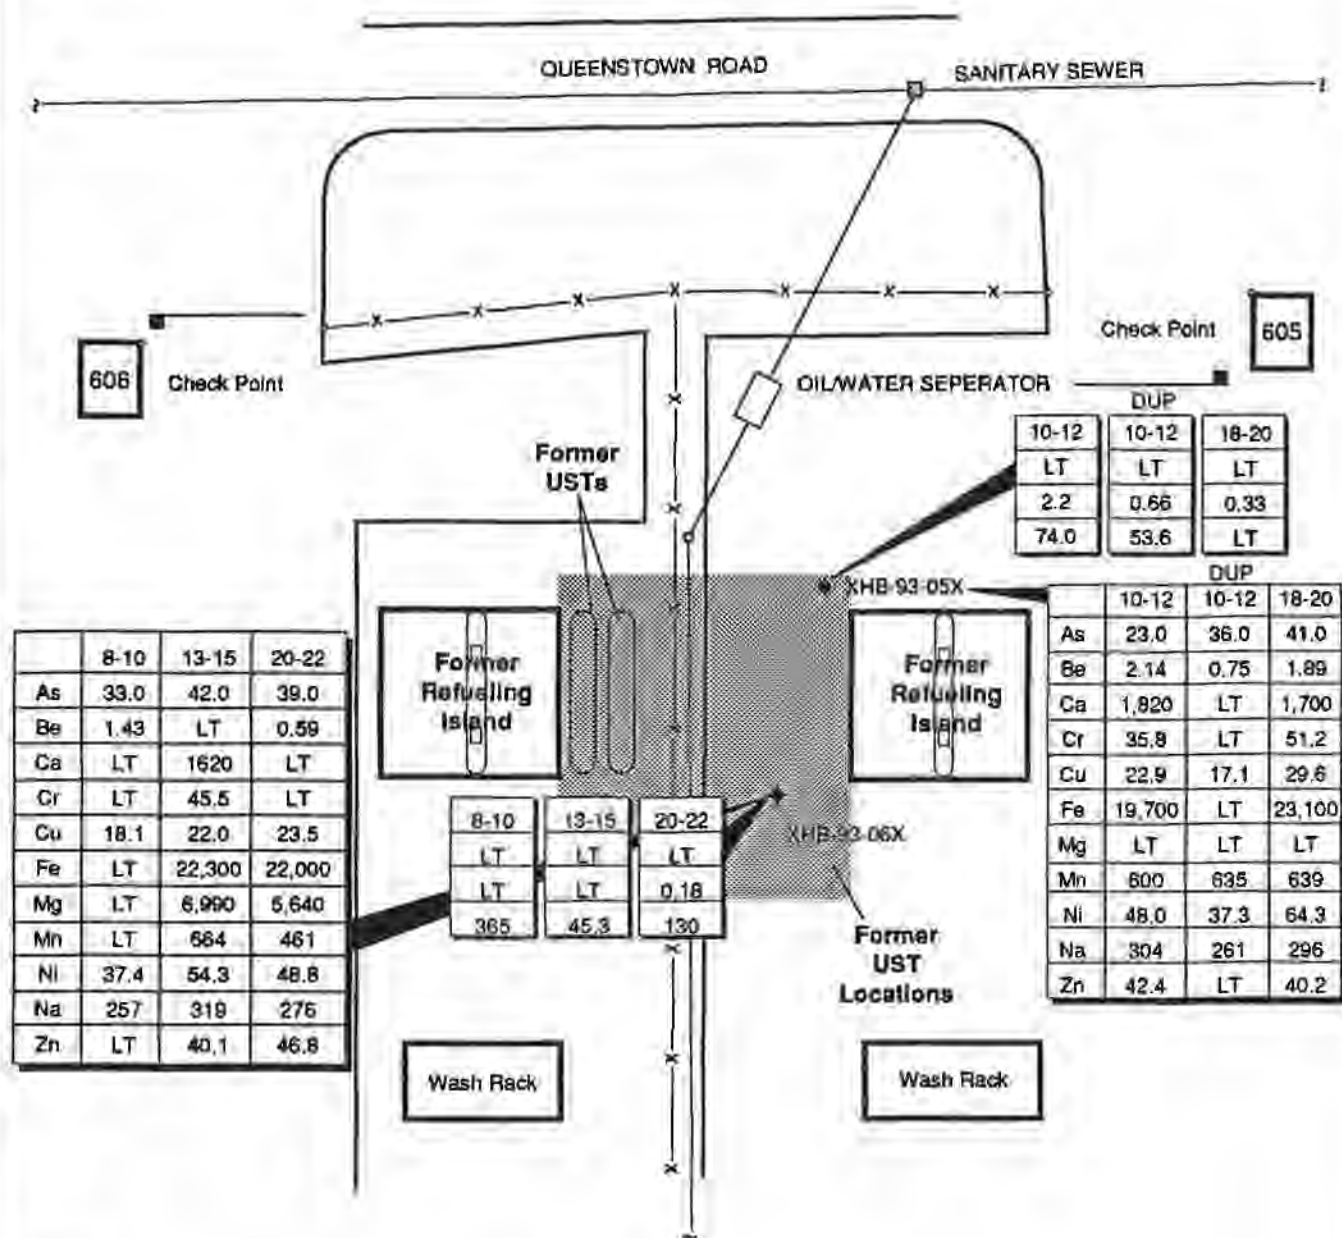 QUEENSTOWN ROAD
SANITARY SEWER
606
Check Point
Check Point
605
OIL/WATER SEPERATOR
Former
USTs
DUP
10-12 10-12 18-20
LT LT LT
2.2 0.66 0.33
74.0 53.6 LT
XHB-93-05X
DUP
10-12 10-12 18-20
As 23.0 36.0 41.0
Be 2.14 0.75 1.89
Ca 1,820 LT 1,700
Cr 35.8 LT 51.2
Cu 22.9 17.1 29.6
Fe 19,700 LT 23,100
Mg LT LT LT
Mn 600 635 639
Ni 48.0 37.3 64.3
Na 304 261 296
Zn 42.4 LT 40.2
Former
Refueling
Island
Former
Refueling
Island
8-10 13-15 20-22
As 33.0 42.0 39.0
Be 1.43 LT 0.59
Ca LT 1620 LT
Cr LT 45.5 LT
Cu 18.1 22.0 23.5
Fe LT 22,300 22,000
Mg LT 6,990 5,640
Mn LT 664 461
Ni 37.4 54.3 48.8
Na 257 319 276
Zn LT 40.1 46.8
8-10 13-15 20-22
LT LT LT
LT LT 0.18
365 45.3 130
XHB-93-06X
Former
UST
Locations
Wash Rack
Wash Rack